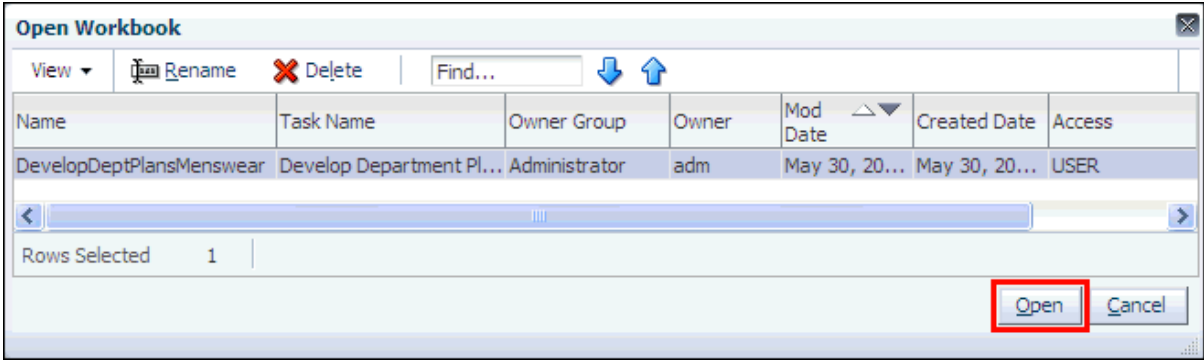 Open Workbook
View Rename Delete Find...
Name Task Name Owner Group Owner Mod Date Created Date Access
DevelopDeptPlansMenswear Develop Department Pl... Administrator adm May 30, 20... May 30, 20... USER
Rows Selected 1
Open Cancel